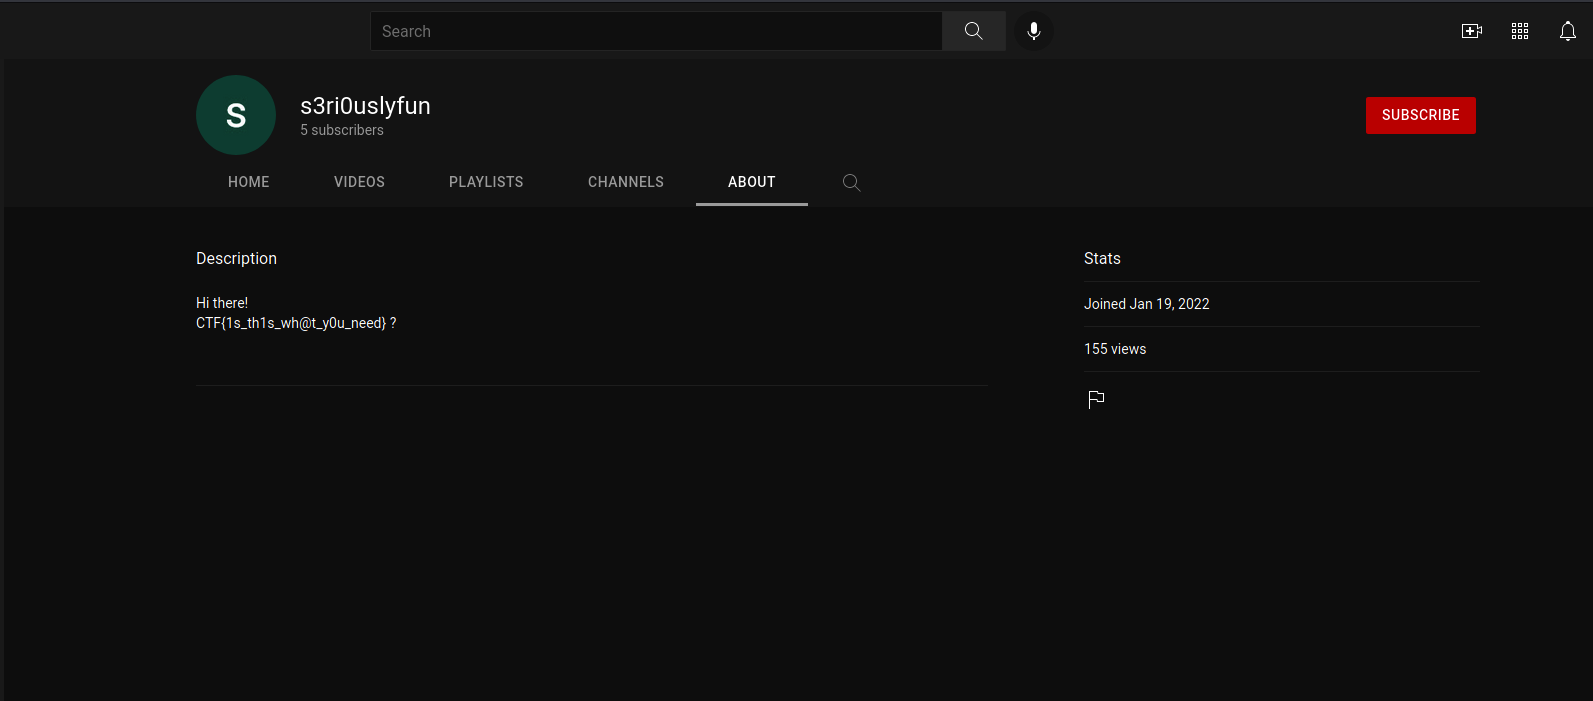 Search
S
s3ri0uslyfun
5 subscribers
SUBSCRIBE
HOME VIDEOS PLAYLISTS CHANNELS ABOUT
Description
Hi there!
CTF{1s_th1s_wh@t_y0u_need} ?
Stats
Joined Jan 19, 2022
155 views